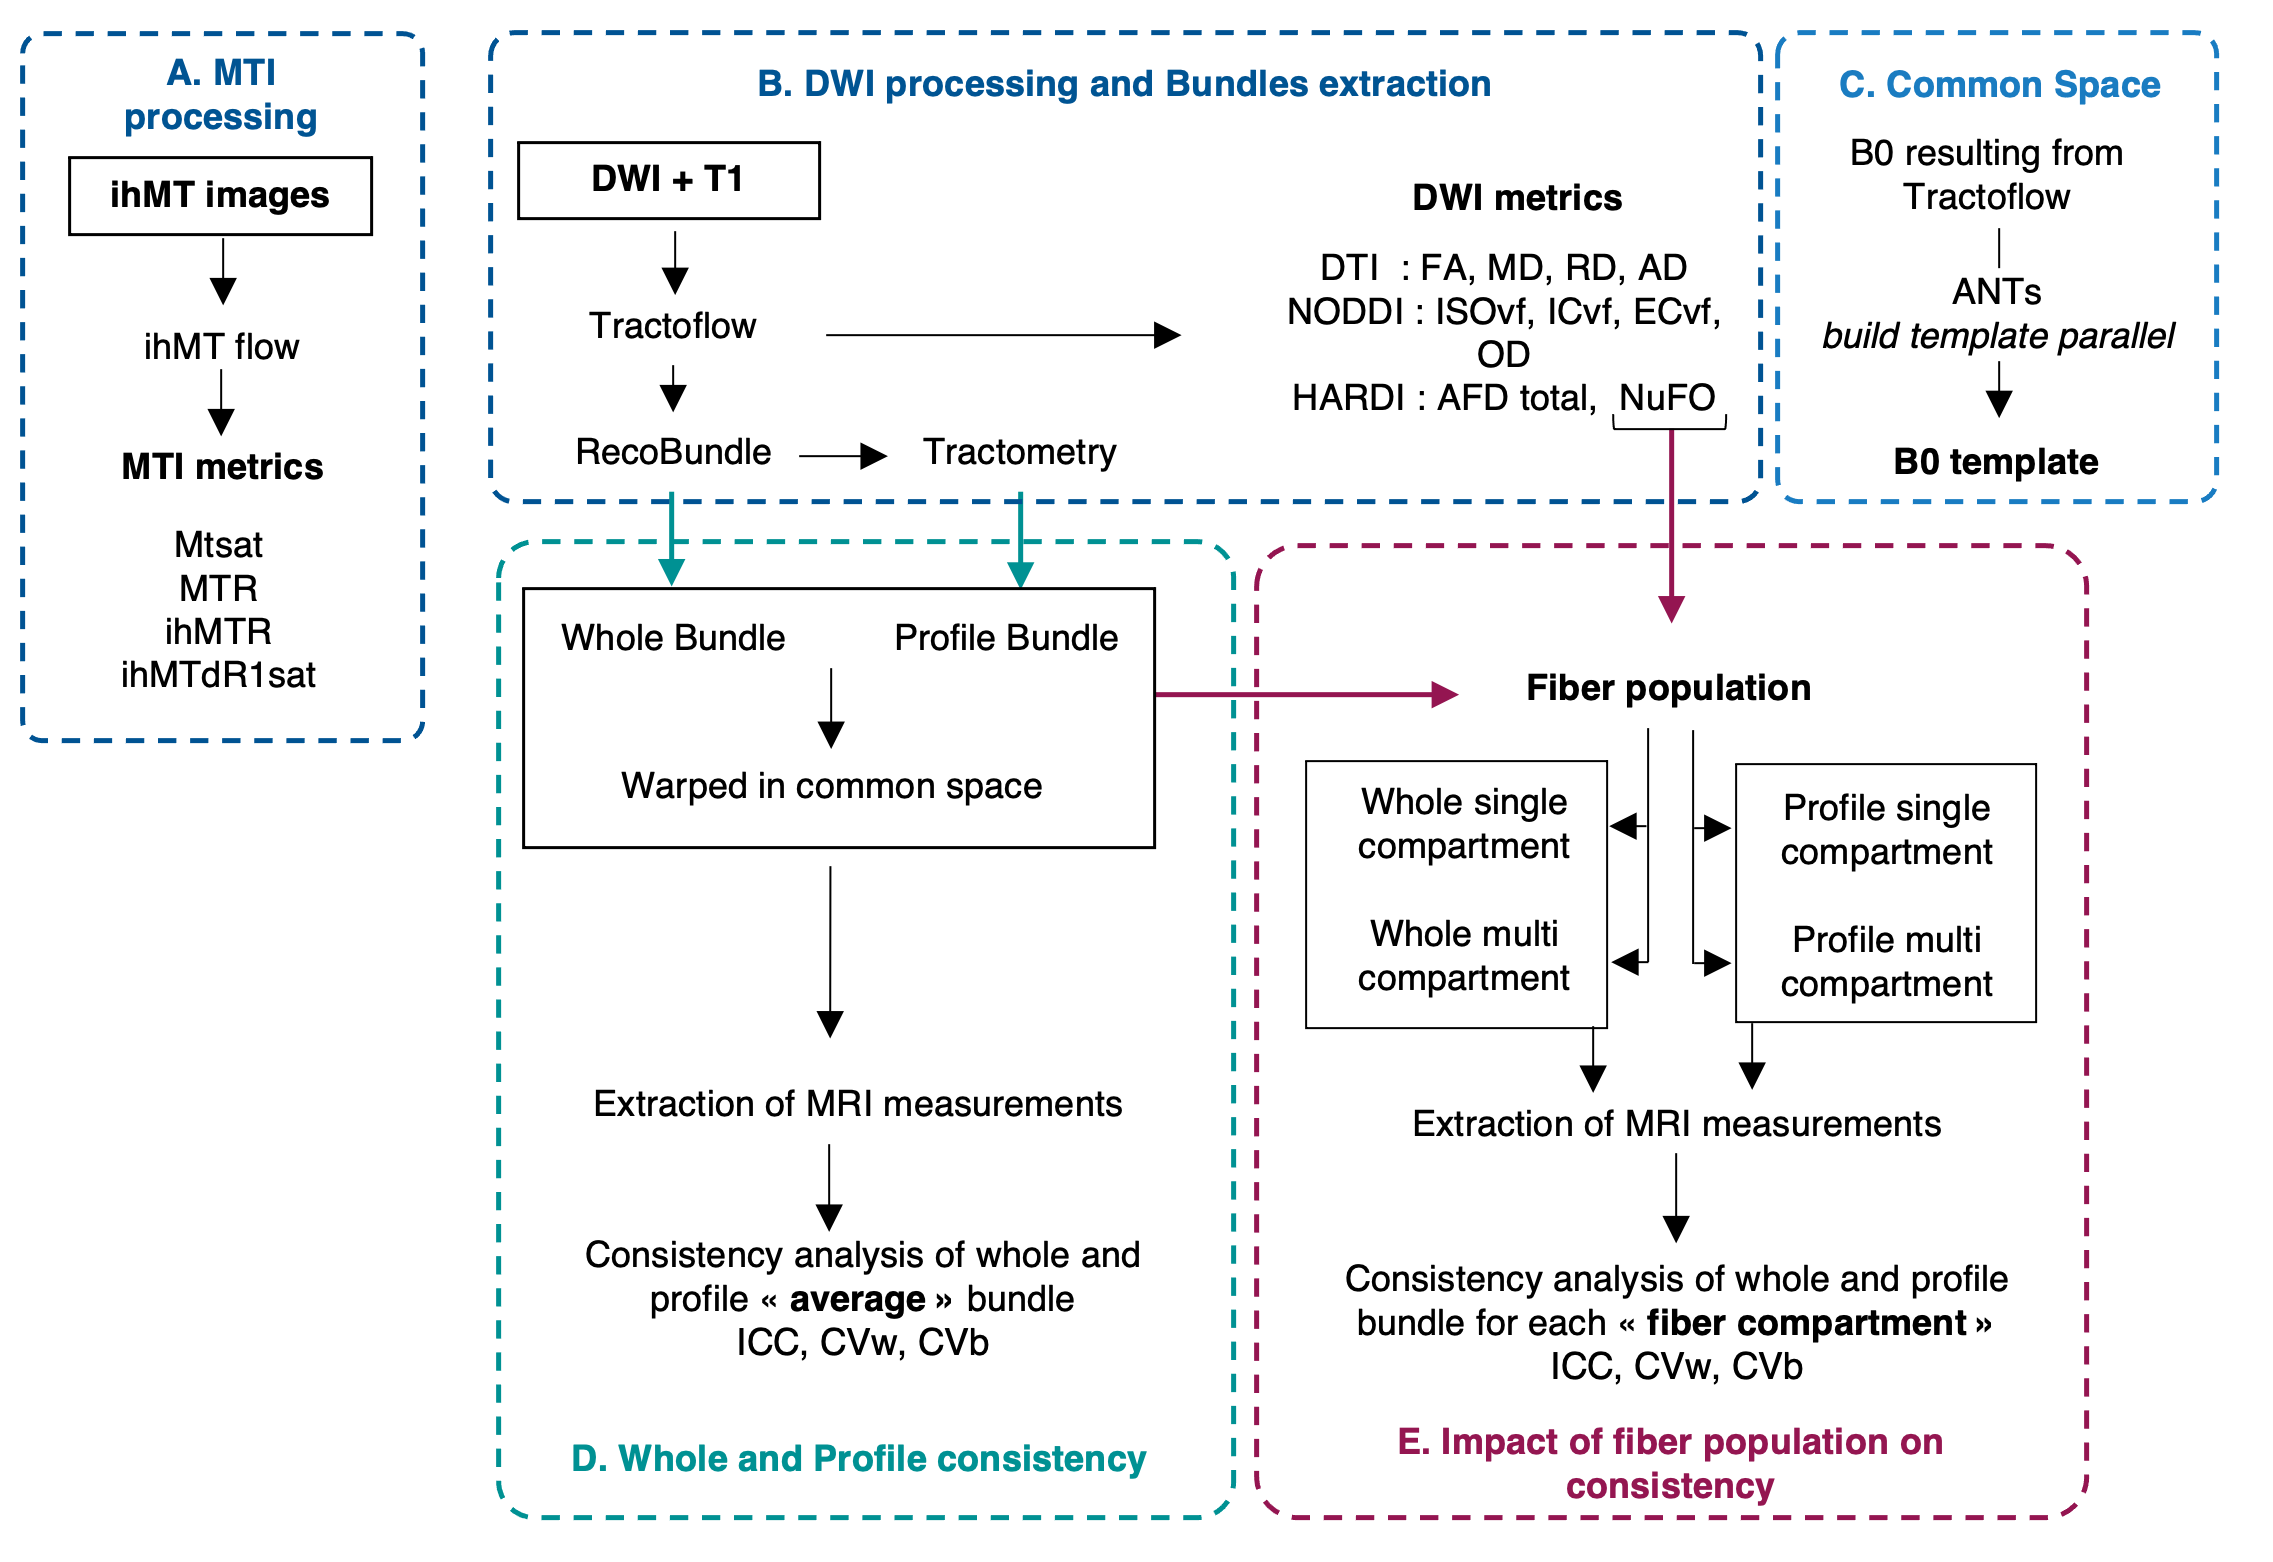 A. MTI
processing
ihMT images
ihMT flow
MTI metrics
Mtsat
MTR
ihMTR
ihMTdR1sat
B. DWI processing and Bundles extraction
DWI + T1
Tractoflow
RecoBundle
Tractometry
DWI metrics
DTI : FA, MD, RD, AD
NODDI : ISOvf, ICvf, ECvf,
OD
HARDI : AFD total, NuFO
C. Common Space
B0 resulting from
Tractoflow
ANTs
build template parallel
B0 template
Whole Bundle
Profile Bundle
Warped in common space
Extraction of MRI measurements
Consistency analysis of whole and
profile « average » bundle
ICC, CVw, CVb
D. Whole and Profile consistency
Fiber population
Whole single
compartment
Whole multi
compartment
Profile single
compartment
Profile multi
compartment
Extraction of MRI measurements
Consistency analysis of whole and profile
bundle for each « fiber compartment »
ICC, CVw, CVb
E. Impact of fiber population on
consistency